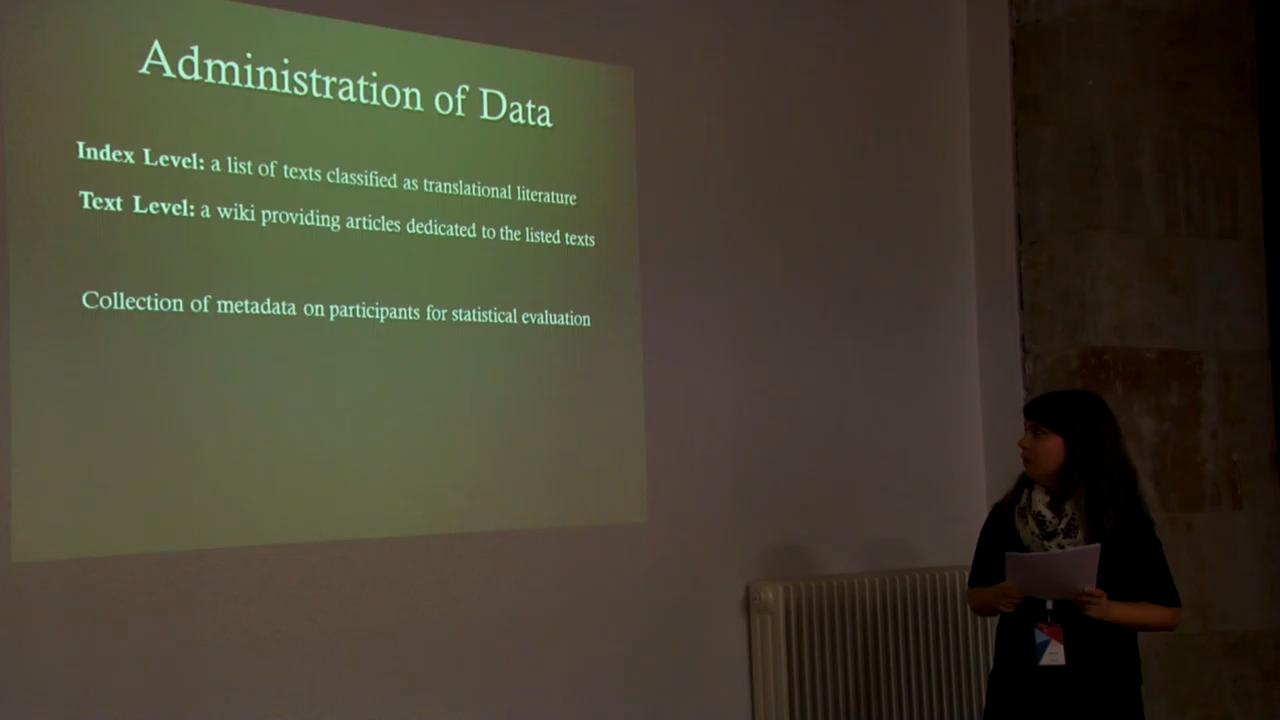 Administration of Data
Index Level: a list of texts classified as translational literature
Text Level: a wiki providing articles dedicated to the listed texts
Collection of metadata on participants for statistical evaluation